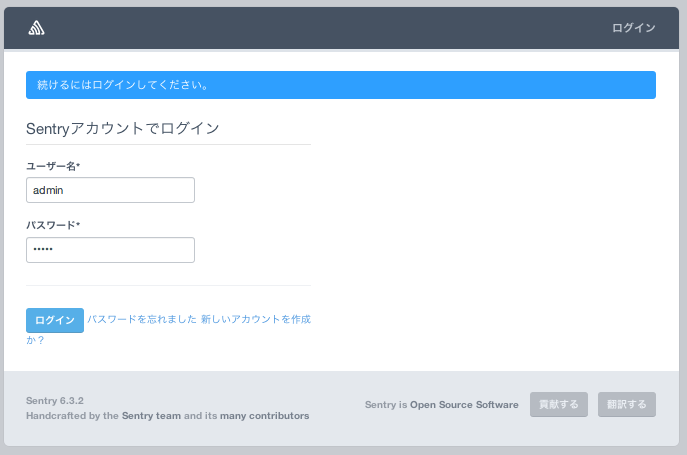 ログイン
続けるにはログインしてください。
Sentryアカウントでログイン
ユーザー名*
admin
パスワード*
•••••
ログイン パスワードを忘れました 新しいアカウントを作成
か？
Sentry 6.3.2
Handcrafted by the Sentry team and its many contributors
Sentry is Open Source Software 貢献する 翻訳する